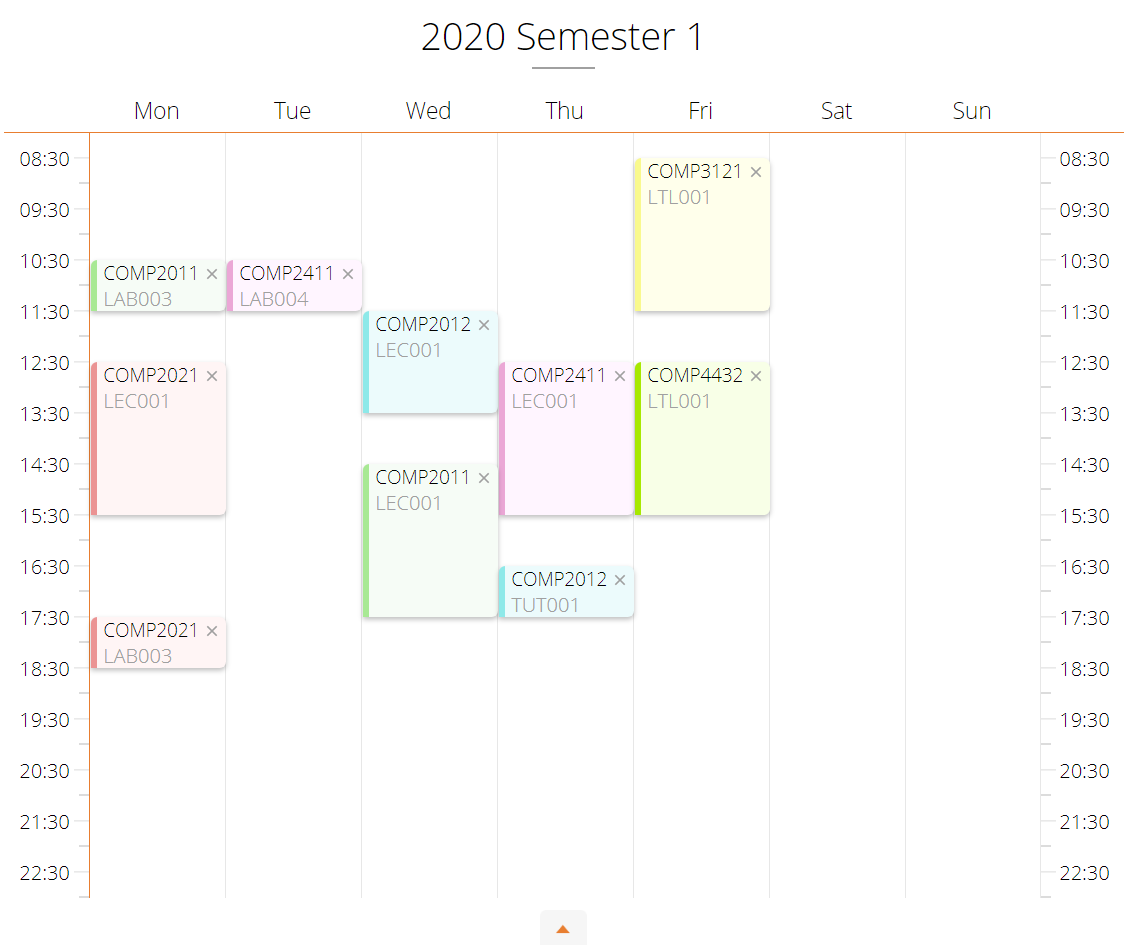 2020 Semester 1
Mon Tue Wed Thu Fri Sat Sun
08:30 08:30
COMP3121 ×
LTL001
09:30 09:30
10:30 10:30
COMP2011 × COMP2411 ×
LAB003 LAB004
11:30 11:30
COMP2012 ×
LEC001
12:30 12:30
COMP2021 × COMP2411 × COMP4432 ×
LEC001 LEC001 LTL001
13:30 13:30
14:30 14:30
COMP2011 ×
LEC001
15:30 15:30
16:30 16:30
COMP2012 ×
TUT001
17:30 17:30
COMP2021 ×
LAB003
18:30 18:30
19:30 19:30
20:30 20:30
21:30 21:30
22:30 22:30